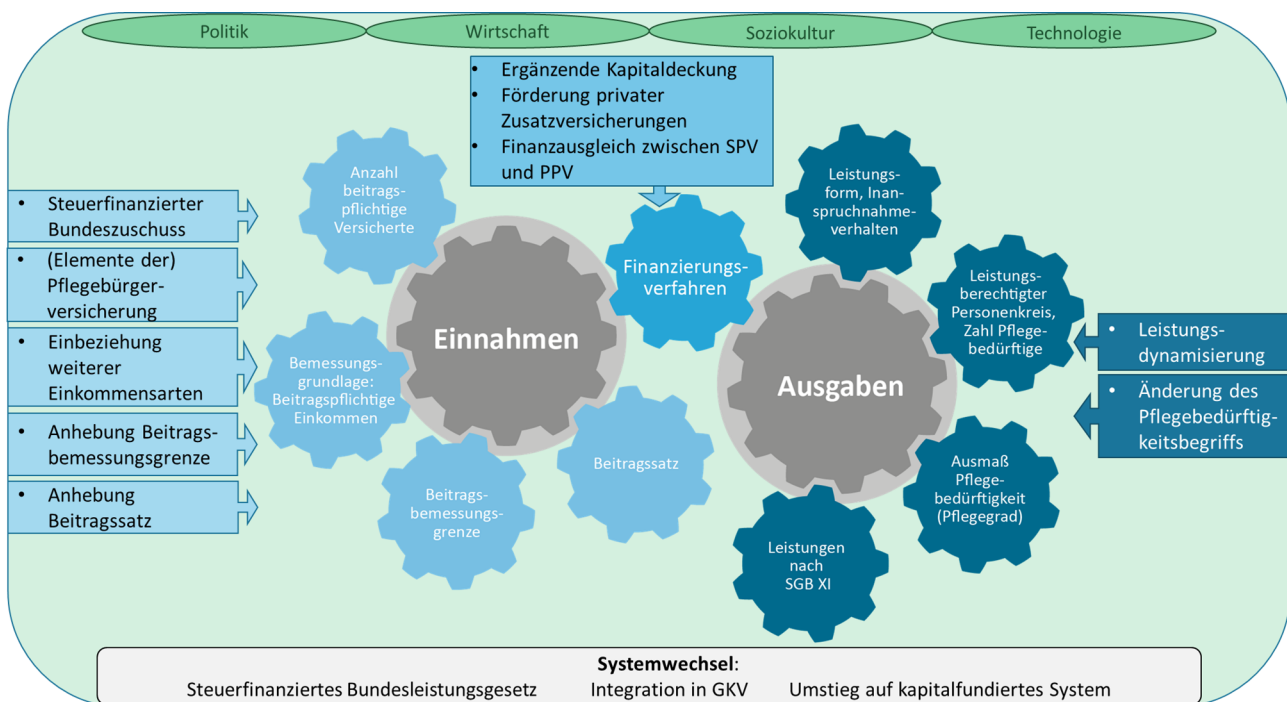 Politik
Wirtschaft
Soziokultur
Technologie
• Ergänzende Kapitaldeckung
• Förderung privater
Zusatzversicherungen
• Finanzausgleich zwischen SPV
und PPV
• Steuerfinanzierter
Bundeszuschuss
• (Elemente der)
Pflegebürger-
versicherung
• Einbeziehung
weiterer
Einkommensarten
• Anhebung Beitrags-
bemessungsgrenze
• Anhebung
Beitragssatz
Anzahl
beitrags-
pflichtige
Versicherte
Bemessungs-
grundlage:
Beitragspflichtige
Einkommen
Beitrags-
bemessungs-
grenze
Beitragssatz
Einnahmen
Finanzierungs-
verfahren
Ausgaben
Leistungs-
form, Inan-
spruchnahme-
verhalten
Leistungs-
berechtigter
Personenkreis,
Zahl Pflege-
bedürftige
Ausmaß
Pflege-
bedürftigkeit
(Pflegegrad)
Leistungen
nach
SGB XI
• Leistungs-
dynamisierung
• Änderung des
Pflegebedürftig-
keitsbegriffs
Systemwechsel:
Steuerfinanziertes Bundesleistungsgesetz Integration in GKV Umstieg auf kapitalfundiertes System